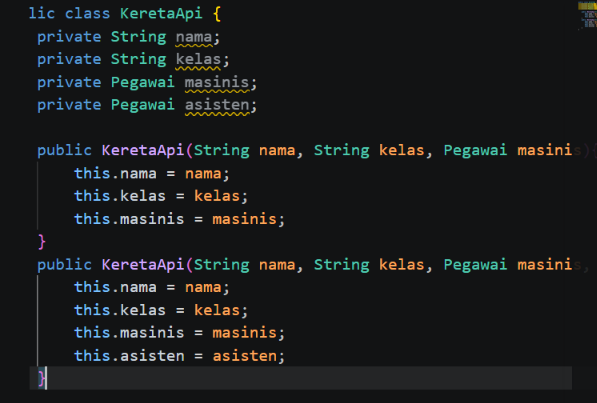 lic class KeretaApi {
private String nama;
private String kelas;
private Pegawai masinis;
private Pegawai asisten;
public KeretaApi(String nama, String kelas, Pegawai masinis){
this.nama = nama;
this.kelas = kelas;
this.masinis = masinis;
}
public KeretaApi(String nama, String kelas, Pegawai masinis,
this.nama = nama;
this.kelas = kelas;
this.masinis = masinis;
this.asisten = asisten;
}